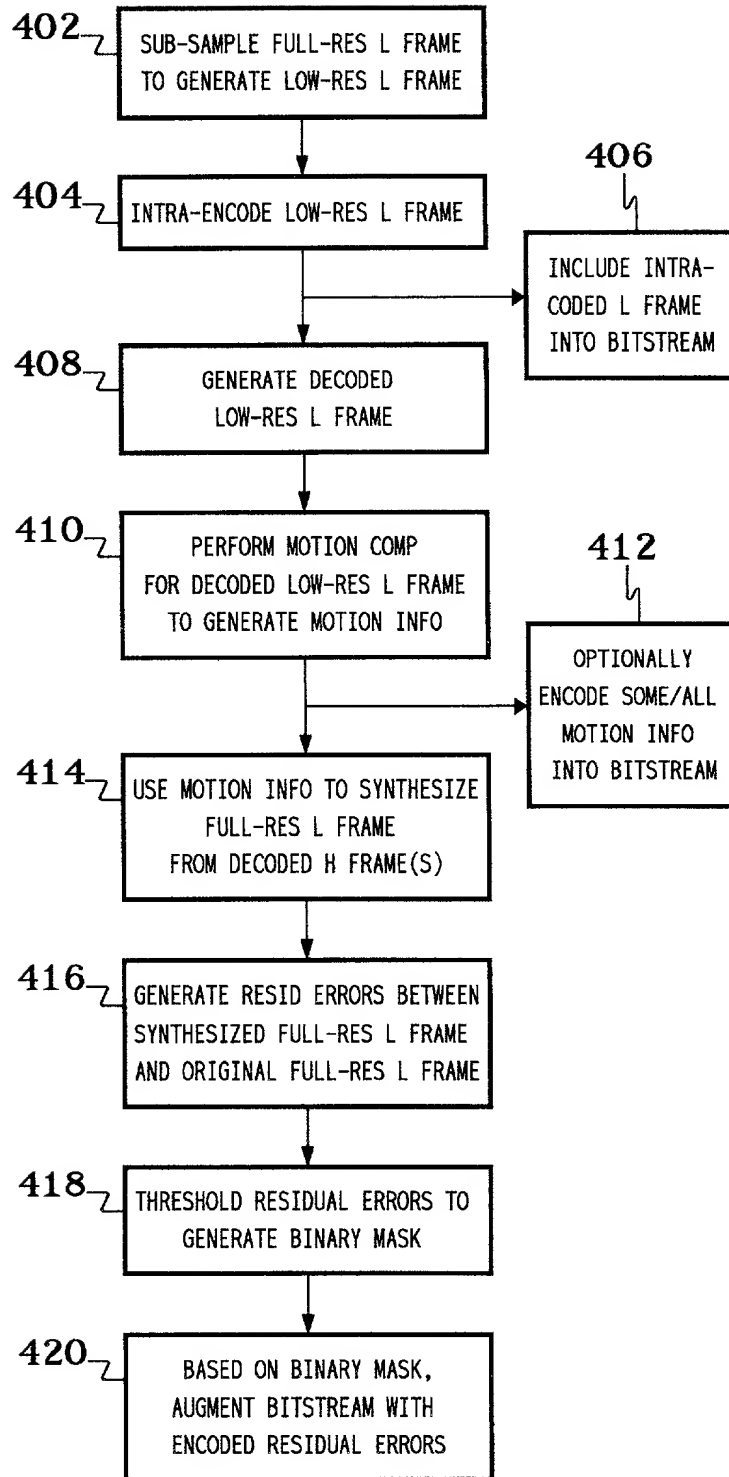 402
SUB-SAMPLE FULL-RES L FRAME
TO GENERATE LOW-RES L FRAME
404
INTRA-ENCODE LOW-RES L FRAME
406
INCLUDE INTRA-
CODED L FRAME
INTO BITSTREAM
408
GENERATE DECODED
LOW-RES L FRAME
410
PERFORM MOTION COMP
FOR DECODED LOW-RES L FRAME
TO GENERATE MOTION INFO
412
OPTIONALLY
ENCODE SOME/ALL
MOTION INFO
INTO BITSTREAM
414
USE MOTION INFO TO SYNTHESIZE
FULL-RES L FRAME
FROM DECODED H FRAME(S)
416
GENERATE RESID ERRORS BETWEEN
SYNTHESIZED FULL-RES L FRAME
AND ORIGINAL FULL-RES L FRAME
418
THRESHOLD RESIDUAL ERRORS TO
GENERATE BINARY MASK
420
BASED ON BINARY MASK,
AUGMENT BITSTREAM WITH
ENCODED RESIDUAL ERRORS